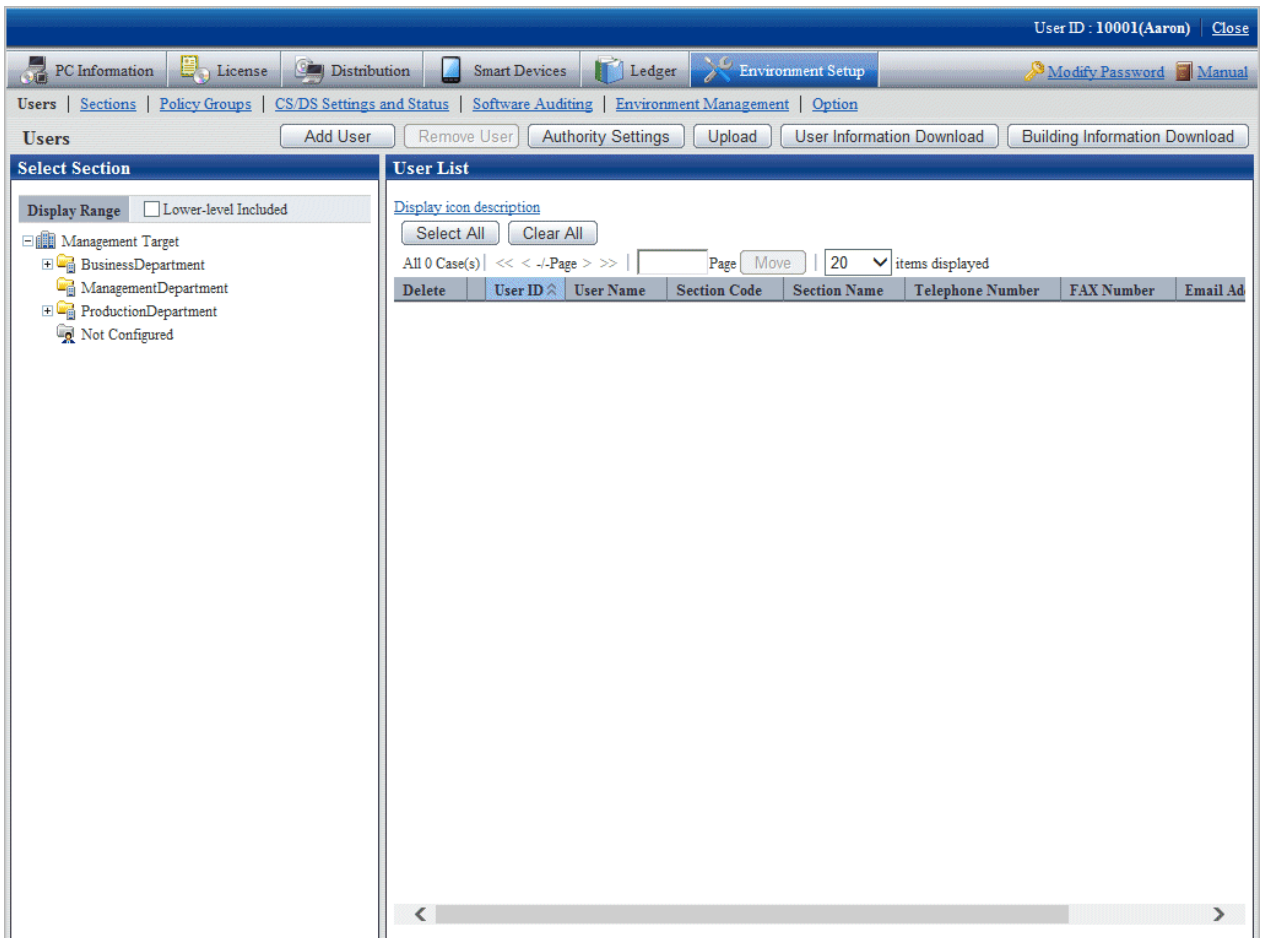 User ID : 10001(Aaron) | Close
PC Information License Distribution Smart Devices Ledger Environment Setup Modify Password Manual
Users | Sections | Policy Groups | CS/DS Settings and Status | Software Auditing | Environment Management | Option
Users Add User Remove User Authority Settings Upload User Information Download Building Information Download
Select Section
Display Range Lower-level Included
Management Target
BusinessDepartment
ManagementDepartment
ProductionDepartment
Not Configured
User List
Display icon description
Select All Clear All
All 0 Case(s) | << < -/-Page > >> | Page Move | 20 items displayed
Delete User ID User Name Section Code Section Name Telephone Number FAX Number Email Ad